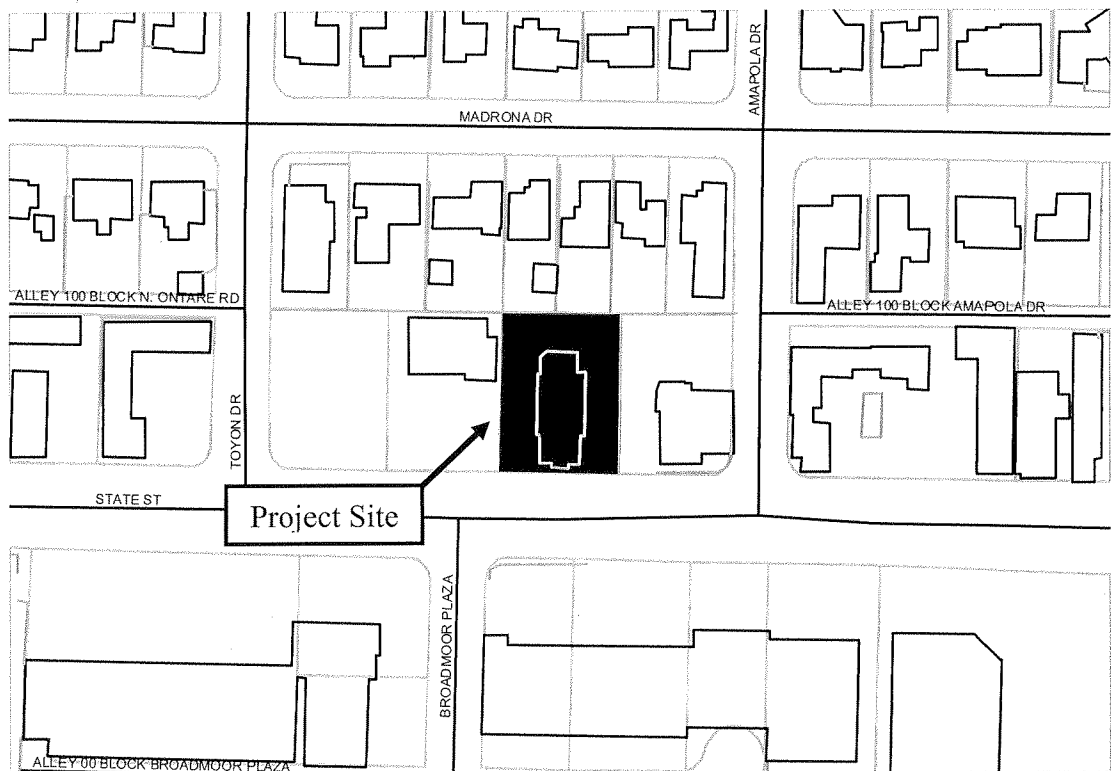 AMAPOLA DR
MADRONA DR
ALLEY 100 BLOCK N. ONTARE RD
ALLEY 100 BLOCK AMAPOLA DR
TOYON DR
STATE ST
Project Site
BROADMOOR PLAZA
ALLEY 00 BLOCK BROADMOOR PLAZA